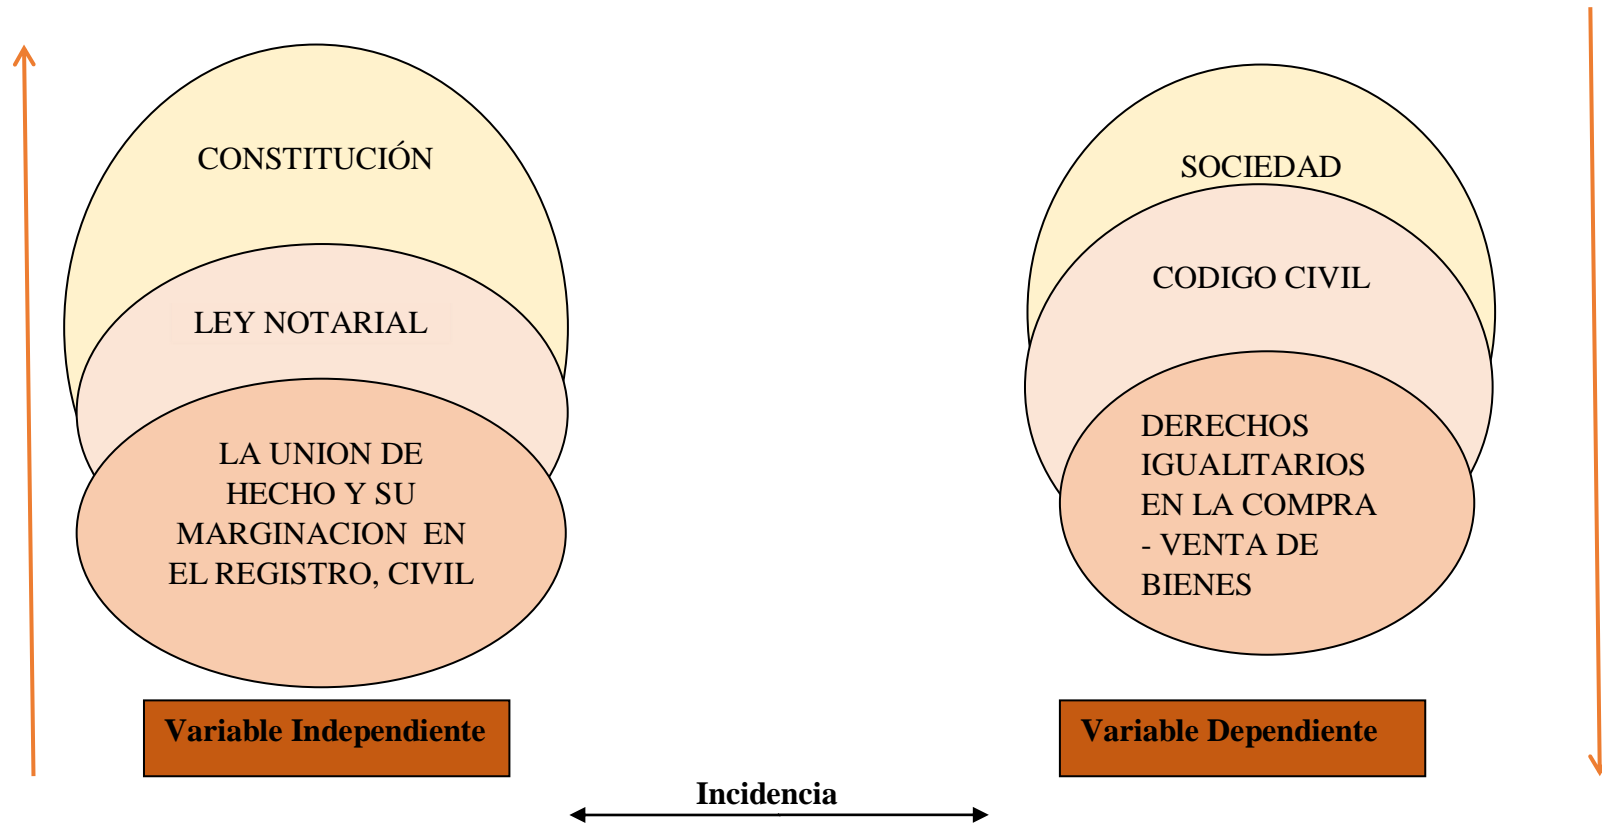 CONSTITUCIÓN
LEY NOTARIAL
LA UNION DE
HECHO Y SU
MARGINACION EN
EL REGISTRO, CIVIL
Variable Independiente
SOCIEDAD
CODIGO CIVIL
DERECHOS
IGUALITARIOS
EN LA COMPRA
- VENTA DE
BIENES
Variable Dependiente
Incidencia